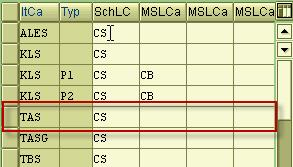 ItCa Typ SchLC MSLCa MSLCa MSLCa
ALES CS
KLS CS
KLS P1 CS CB
KLS P2 CS CB
TAS CS
TASG CS
TBS CS